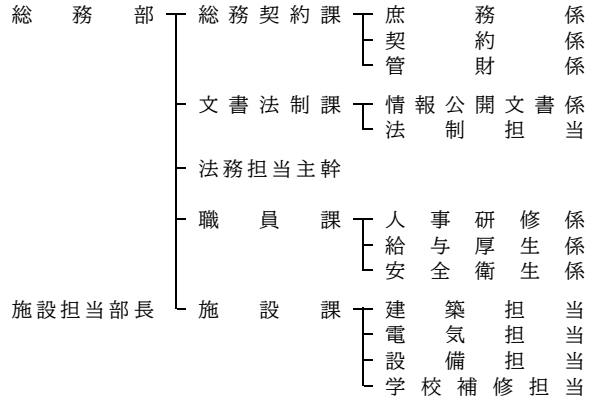 総務部 総務契約課 庶務係
契約係
管財係
文書法制課 情報公開文書係
法制担当
法務担当主幹
職員課 人事研修係
給与厚生係
安全衛生係
施設担当部長 施設課 建築担当
電気担当
設備担当
学校補修担当